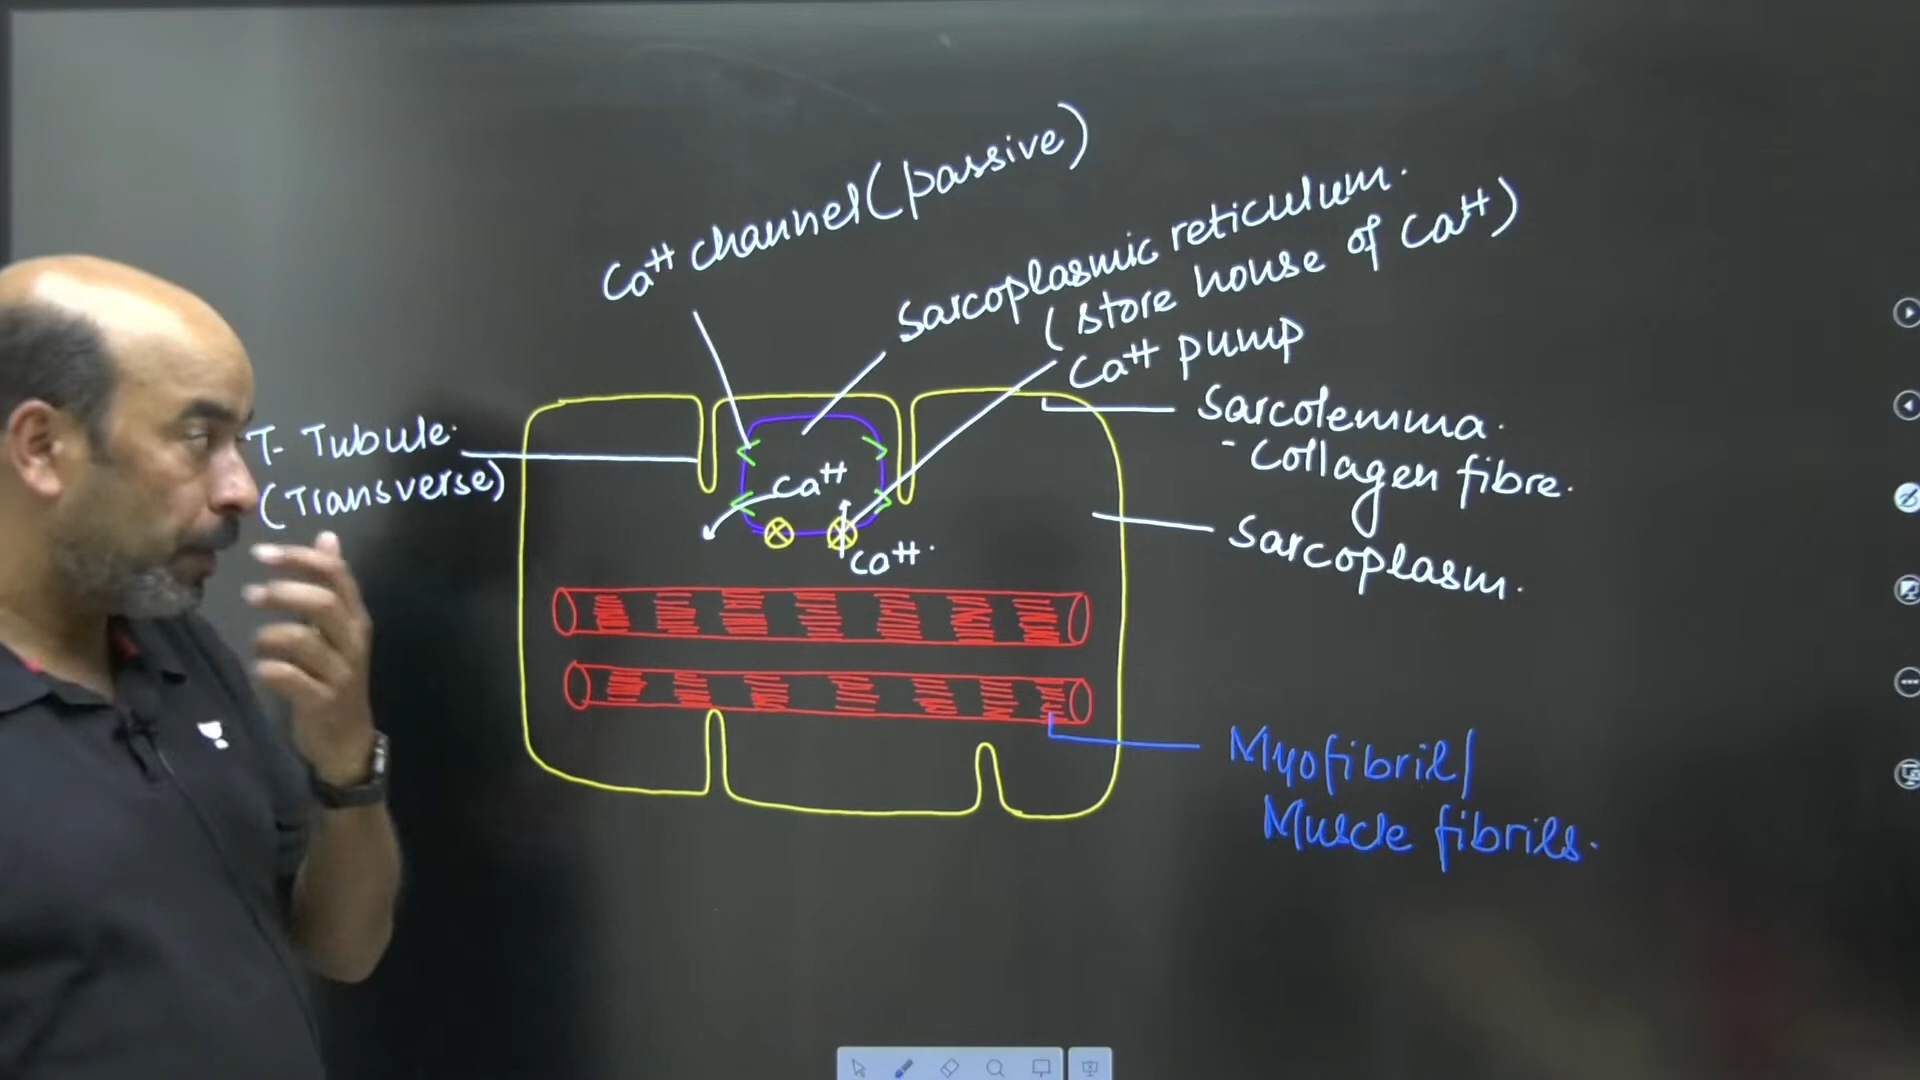 Ca++ channel (passive)
Sarcoplasmic reticulum.
(store house of Ca++)
Ca++ pump
Sarcolemma.
- Collagen fibre.
T- Tubule.
(Transverse)
Ca++
Sarcoplasm.
Ca++.
Myofibril/
Muscle fibrils.